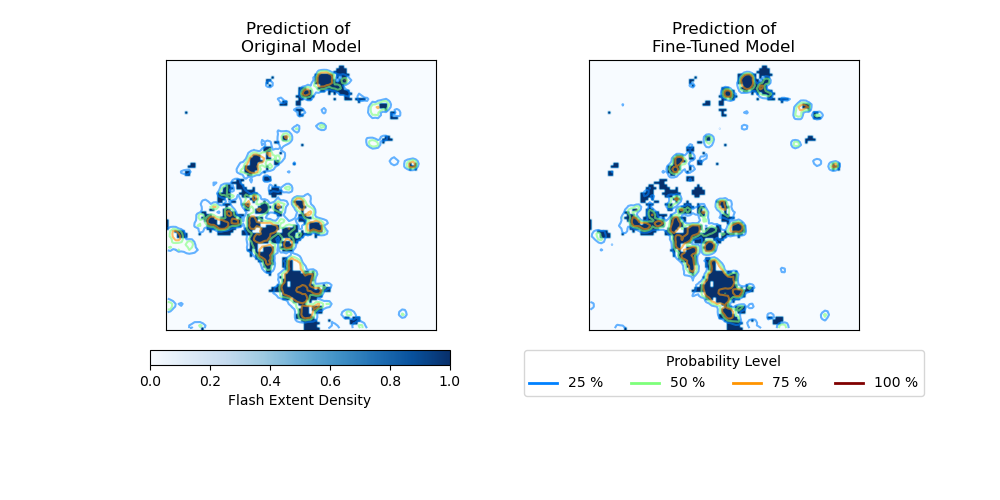 Prediction of
Original Model
Prediction of
Fine-Tuned Model
0.0 0.2 0.4 0.6 0.8 1.0
Flash Extent Density
Probability Level
25 % 50 % 75 % 100 %